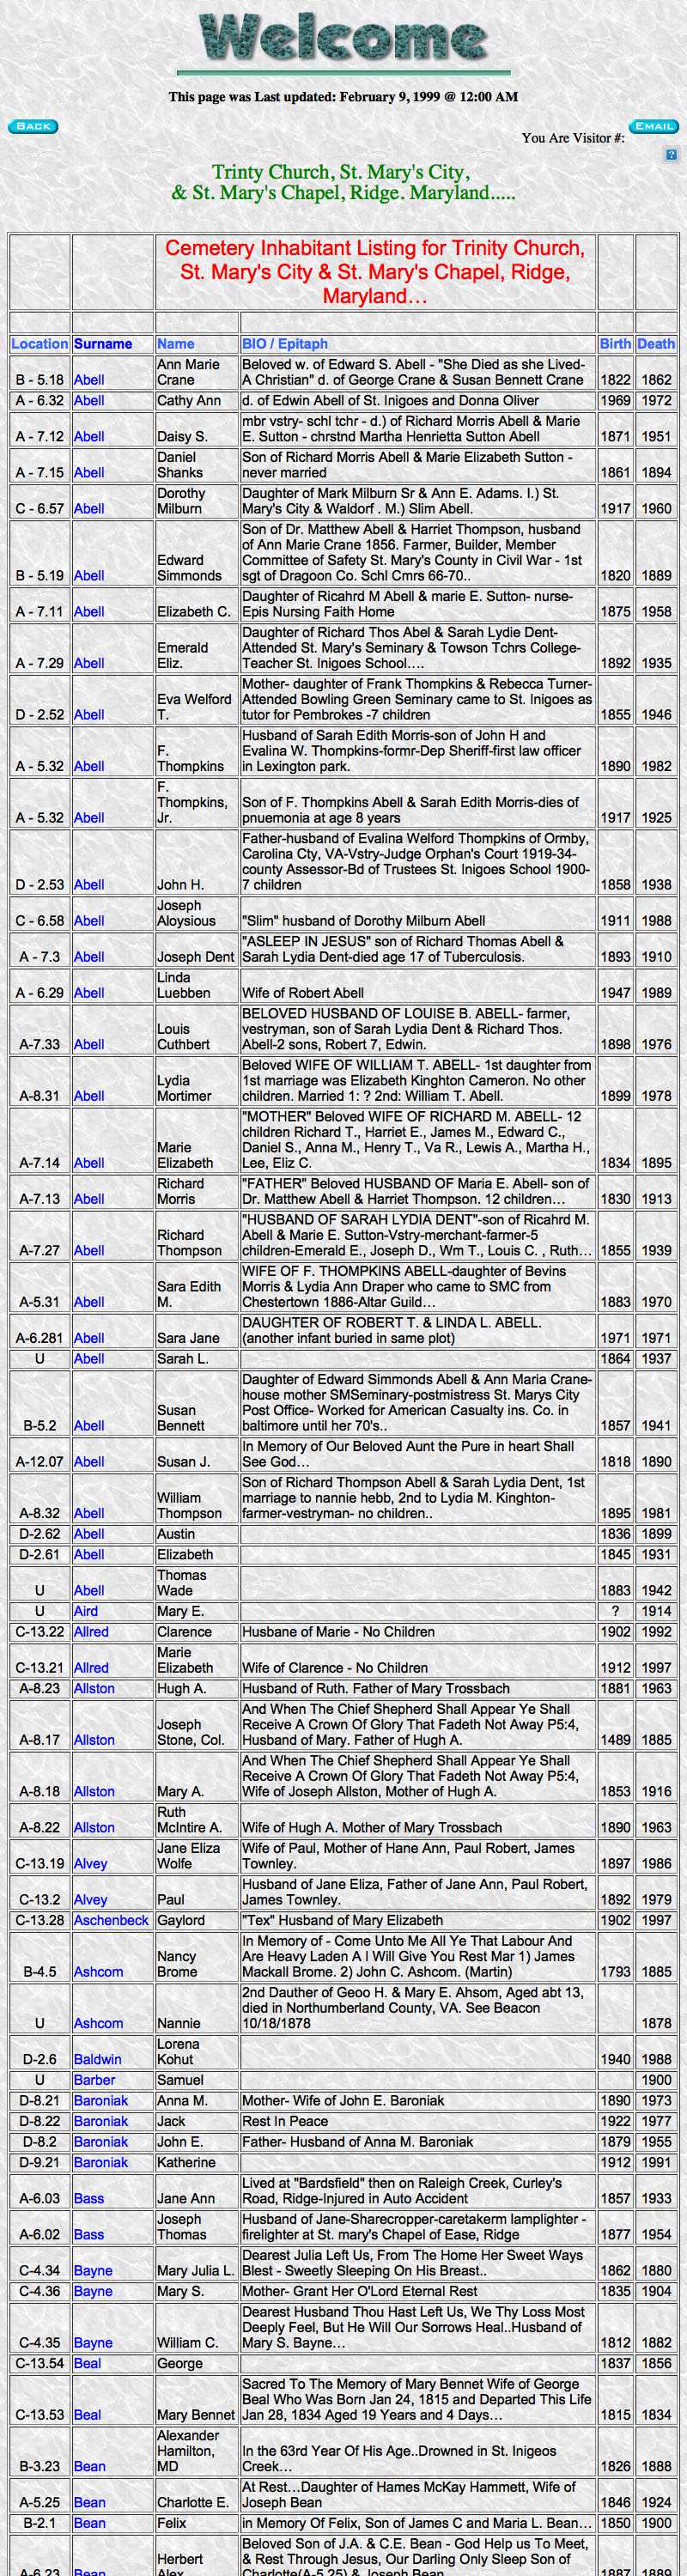 Welcome
This page was Last updated: February 9, 1999 @ 12:00 AM
BACK
EMAIL
You Are Visitor #:
?
Trinty Church, St. Mary's City,
& St. Mary's Chapel, Ridge. Maryland.....
Cemetery Inhabitant Listing for Trinity Church,
St. Mary's City & St. Mary's Chapel, Ridge,
Maryland…
Location Surname Name BIO / Epitaph Birth Death
B - 5.18 Abell Ann Marie Crane Beloved w. of Edward S. Abell - "She Died as she Lived-
A Christian" d. of George Crane & Susan Bennett Crane 1822 1862
A - 6.32 Abell Cathy Ann d. of Edwin Abell of St. Inigoes and Donna Oliver 1969 1972
A - 7.12 Abell Daisy S. mbr vstry- schl tchr - d.) of Richard Morris Abell & Marie
E. Sutton - chrstnd Martha Henrietta Sutton Abell 1871 1951
A - 7.15 Abell Daniel Shanks Son of Richard Morris Abell & Marie Elizabeth Sutton -
never married 1861 1894
C - 6.57 Abell Dorothy Milburn Daughter of Mark Milburn Sr & Ann E. Adams. I.) St.
Mary's City & Waldorf . M.) Slim Abell. 1917 1960
B - 5.19 Abell Edward Simmonds Son of Dr. Matthew Abell & Harriet Thompson, husband
of Ann Marie Crane 1856. Farmer, Builder, Member
Committee of Safety St. Mary's County in Civil War - 1st
sgt of Dragoon Co. Schl Cmrs 66-70.. 1820 1889
A - 7.11 Abell Elizabeth C. Daughter of Ricahrd M Abell & marie E. Sutton- nurse-
Epis Nursing Faith Home 1875 1958
A - 7.29 Abell Emerald Eliz. Daughter of Richard Thos Abel & Sarah Lydie Dent-
Attended St. Mary's Seminary & Towson Tchrs College-
Teacher St. Inigoes School.... 1892 1935
D - 2.52 Abell Eva Welford T. Mother- daughter of Frank Thompkins & Rebecca Turner-
Attended Bowling Green Seminary came to St. Inigoes as
tutor for Pembrokes -7 children 1855 1946
A - 5.32 Abell F. Thompkins Husband of Sarah Edith Morris-son of John H and
Evalina W. Thompkins-formr-Dep Sheriff-first law officer
in Lexington park. 1890 1982
A - 5.32 Abell F. Thompkins, Jr. Son of F. Thompkins Abell & Sarah Edith Morris-dies of
pnuemonia at age 8 years 1917 1925
D - 2.53 Abell John H. Father-husband of Evalina Welford Thompkins of Ormby,
Carolina Cty, VA-Vstry-Judge Orphan's Court 1919-34-
county Assessor-Bd of Trustees St. Inigoes School 1900-
7 children 1858 1938
C - 6.58 Abell Joseph Aloysious "Slim" husband of Dorothy Milburn Abell 1911 1988
A - 7.3 Abell Joseph Dent "ASLEEP IN JESUS" son of Richard Thomas Abell &
Sarah Lydia Dent-died age 17 of Tuberculosis. 1893 1910
A - 6.29 Abell Linda Luebben Wife of Robert Abell 1947 1989
A-7.33 Abell Louis Cuthbert BELOVED HUSBAND OF LOUISE B. ABELL- farmer,
vestryman, son of Sarah Lydia Dent & Richard Thos.
Abell-2 sons, Robert 7, Edwin. 1898 1976
A-8.31 Abell Lydia Mortimer Beloved WIFE OF WILLIAM T. ABELL- 1st daughter from
1st marriage was Elizabeth Kinghton Cameron. No other
children. Married 1: ? 2nd: William T. Abell. 1899 1978
A-7.14 Abell Marie Elizabeth "MOTHER" Beloved WIFE OF RICHARD M. ABELL- 12
children Richard T., Harriet E., James M., Edward C.,
Daniel S., Anna M., Henry T., Va R., Lewis A., Martha H.,
Lee, Eliz C. 1834 1895
A-7.13 Abell Richard Morris "FATHER" Beloved HUSBAND OF Maria E. Abell- son of
Dr. Matthew Abell & Harriet Thompson. 12 children… 1830 1913
A-7.27 Abell Richard Thompson "HUSBAND OF SARAH LYDIA DENT"-son of Ricahrd M.
Abell & Marie E. Sutton-Vstry-merchant-farmer-5
children-Emerald E., Joseph D., Wm T., Louis C. , Ruth… 1855 1939
A-5.31 Abell Sara Edith M. WIFE OF F. THOMPKINS ABELL-daughter of Bevins
Morris & Lydia Ann Draper who came to SMC from
Chestertown 1886-Altar Guild… 1883 1970
A-6.281 Abell Sara Jane DAUGHTER OF ROBERT T. & LINDA L. ABELL.
(another infant buried in same plot) 1971 1971
U Abell Sarah L. 1864 1937
B-5.2 Abell Susan Bennett Daughter of Edward Simmonds Abell & Ann Maria Crane-
house mother SMSeminary-postmistress St. Marys City
Post Office- Worked for American Casualty ins. Co. in
baltimore until her 70's.. 1857 1941
A-12.07 Abell Susan J. In Memory of Our Beloved Aunt the Pure in heart Shall
See God… 1818 1890
A-8.32 Abell William Thompson Son of Richard Thompson Abell & Sarah Lydia Dent, 1st
marriage to nannie hebb, 2nd to Lydia M. Kinghton-
farmer-vestryman- no children.. 1895 1981
D-2.62 Abell Austin 1836 1899
D-2.61 Abell Elizabeth 1845 1931
U Abell Thomas Wade 1883 1942
U Aird Mary E. ? 1914
C-13.22 Allred Clarence Husbane of Marie - No Children 1902 1992
C-13.21 Allred Marie Elizabeth Wife of Clarence - No Children 1912 1997
A-8.23 Allston Hugh A. Husband of Ruth. Father of Mary Trossbach 1881 1963
A-8.17 Allston Joseph Stone, Col. And When The Chief Shepherd Shall Appear Ye Shall
Receive A Crown Of Glory That Fadeth Not Away P5:4,
Husband of Mary. Father of Hugh A. 1489 1885
A-8.18 Allston Mary A. And When The Chief Shepherd Shall Appear Ye Shall
Receive A Crown Of Glory That Fadeth Not Away P5:4,
Wife of Joseph Allston, Mother of Hugh A. 1853 1916
A-8.22 Allston Ruth McIntire A. Wife of Hugh A. Mother of Mary Trossbach 1890 1963
C-13.19 Alvey Jane Eliza Wolfe Wife of Paul, Mother of Hane Ann, Paul Robert, James
Townley. 1897 1986
C-13.2 Alvey Paul Husband of Jane Eliza, Father of Jane Ann, Paul Robert,
James Townley. 1892 1979
C-13.28 Aschenbeck Gaylord "Tex" Husband of Mary Elizabeth 1902 1997
B-4.5 Ashcom Nancy Brome In Memory of - Come Unto Me All Ye That Labour And
Are Heavy Laden A I Will Give You Rest Mar 1) James
Mackall Brome. 2) John C. Ashcom. (Martin) 1793 1885
U Ashcom Nannie 2nd Dauther of Geoo H. & Mary E. Ahsom, Aged abt 13,
died in Northumberland County, VA. See Beacon
10/18/1878 1878
D-2.6 Baldwin Lorena Kohut 1940 1988
U Barber Samuel 1900
D-8.21 Baroniak Anna M. Mother- Wife of John E. Baroniak 1890 1973
D-8.22 Baroniak Jack Rest In Peace 1922 1977
D-8.2 Baroniak John E. Father- Husband of Anna M. Baroniak 1879 1955
D-9.21 Baroniak Katherine 1912 1991
A-6.03 Bass Jane Ann Lived at "Bardsfield" then on Raleigh Creek, Curley's
Road, Ridge-Injured in Auto Accident 1857 1933
A-6.02 Bass Joseph Thomas Husband of Jane-Sharecropper-caretakerm lamplighter -
firelighter at St. mary's Chapel of Ease, Ridge 1877 1954
C-4.34 Bayne Mary Julia L. Dearest Julia Left Us, From The Home Her Sweet Ways
Blest - Sweetly Sleeping On His Breast.. 1862 1880
C-4.36 Bayne Mary S. Mother- Grant Her O'Lord Eternal Rest 1835 1904
C-4.35 Bayne William C. Dearest Husband Thou Hast Left Us, We Thy Loss Most
Deeply Feel, But He Will Our Sorrows Heal..Husband of
Mary S. Bayne… 1812 1882
C-13.54 Beal George 1837 1856
C-13.53 Beal Mary Bennet Sacred To The Memory of Mary Bennet Wife of George
Beal Who Was Born Jan 24, 1815 and Departed This Life
Jan 28, 1834 Aged 19 Years and 4 Days… 1815 1834
B-3.23 Bean Alexander Hamilton, MD In the 63rd Year Of His Age..Drowned in St. Inigeos
Creek… 1826 1888
A-5.25 Bean Charlotte E. At Rest…Daughter of Hames McKay Hammett, Wife of
Joseph Bean 1846 1924
B-2.1 Bean Felix in Memory Of Felix, Son of James C and Maria L. Bean… 1850 1900
A-6.23 Bean Herbert Alex Beloved Son of J.A. & C.E. Bean - God Help us To Meet,
& Rest Through Jesus, Our Darling Only Sleep Son of
Charlotte(A-5.25) & Joseph Bean 1887 1889